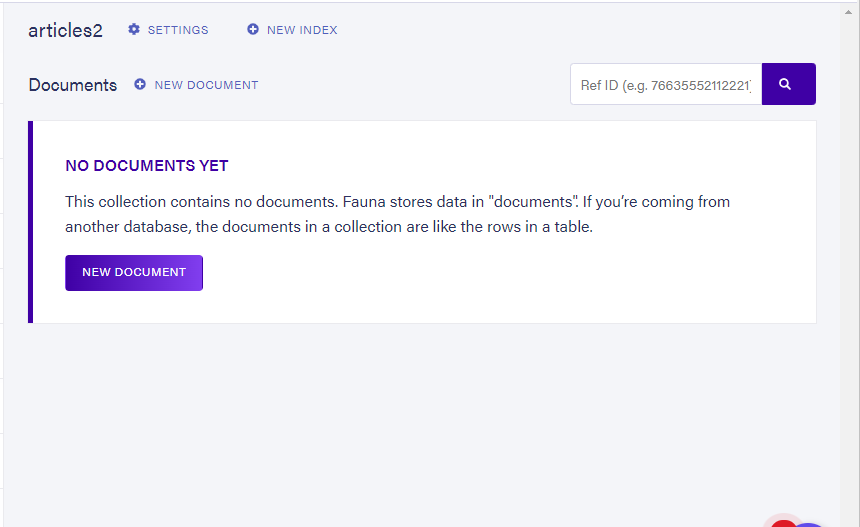 articles2
SETTINGS
NEW INDEX
Documents
NEW DOCUMENT
Ref ID (e.g. 76635552112221)
NO DOCUMENTS YET
This collection contains no documents. Fauna stores data in "documents". If you’re coming from
another database, the documents in a collection are like the rows in a table.
NEW DOCUMENT